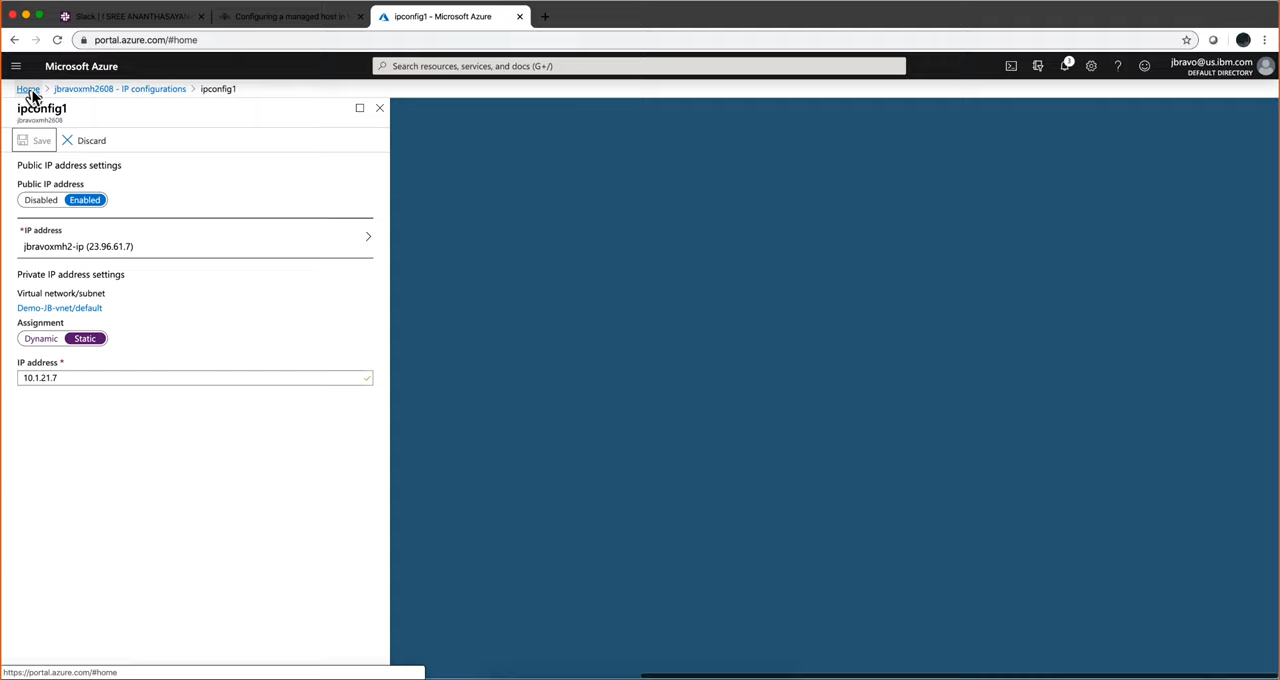 Slack | ! SREE ANANTHASAYAN
Configuring a managed host in
ipconfig1 - Microsoft Azure
portal.azure.com/#home
Microsoft Azure
Search resources, services, and docs (G+/)
3
jbravo@us.ibm.com
DEFAULT DIRECTORY
Home > jbravoxmh2608 - IP configurations > ipconfig1
ipconfig1
jbravoxmh2608
Save
Discard
Public IP address settings
Public IP address
Disabled Enabled
*IP address
jbravoxmh2-ip (23.96.61.7)
Private IP address settings
Virtual network/subnet
Demo-JB-vnet/default
Assignment
Dynamic Static
IP address *
10.1.21.7
https://portal.azure.com/#home